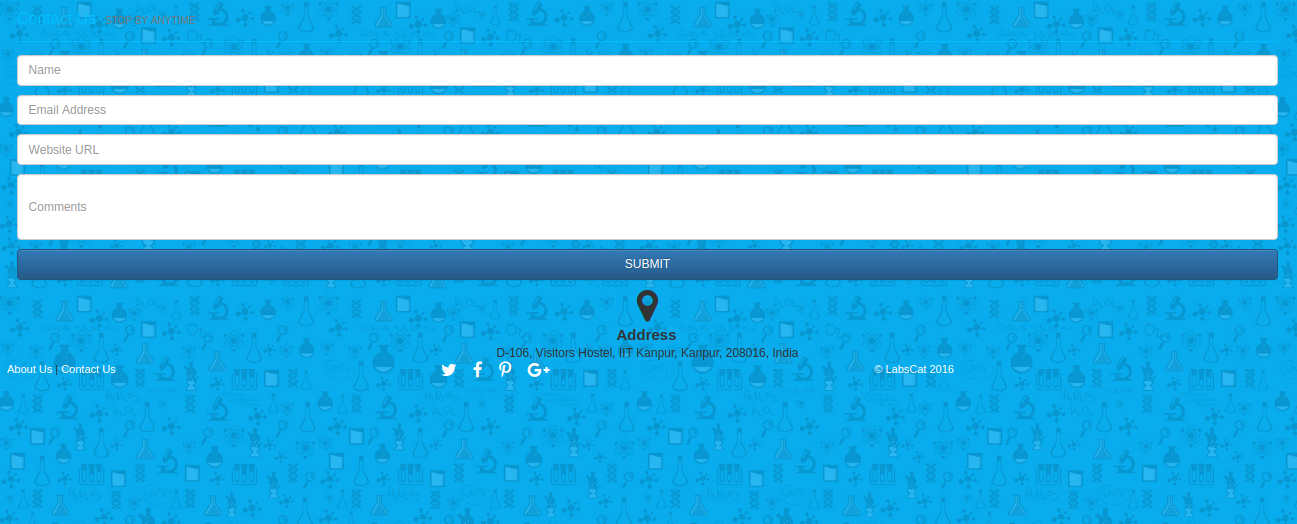 Contact Us STOP BY ANYTIME
Name
Email Address
Website URL
Comments
SUBMIT
Address
D-106, Visitors Hostel, IIT Kanpur, Kanpur, 208016, India
About Us | Contact Us
© LabsCat 2016